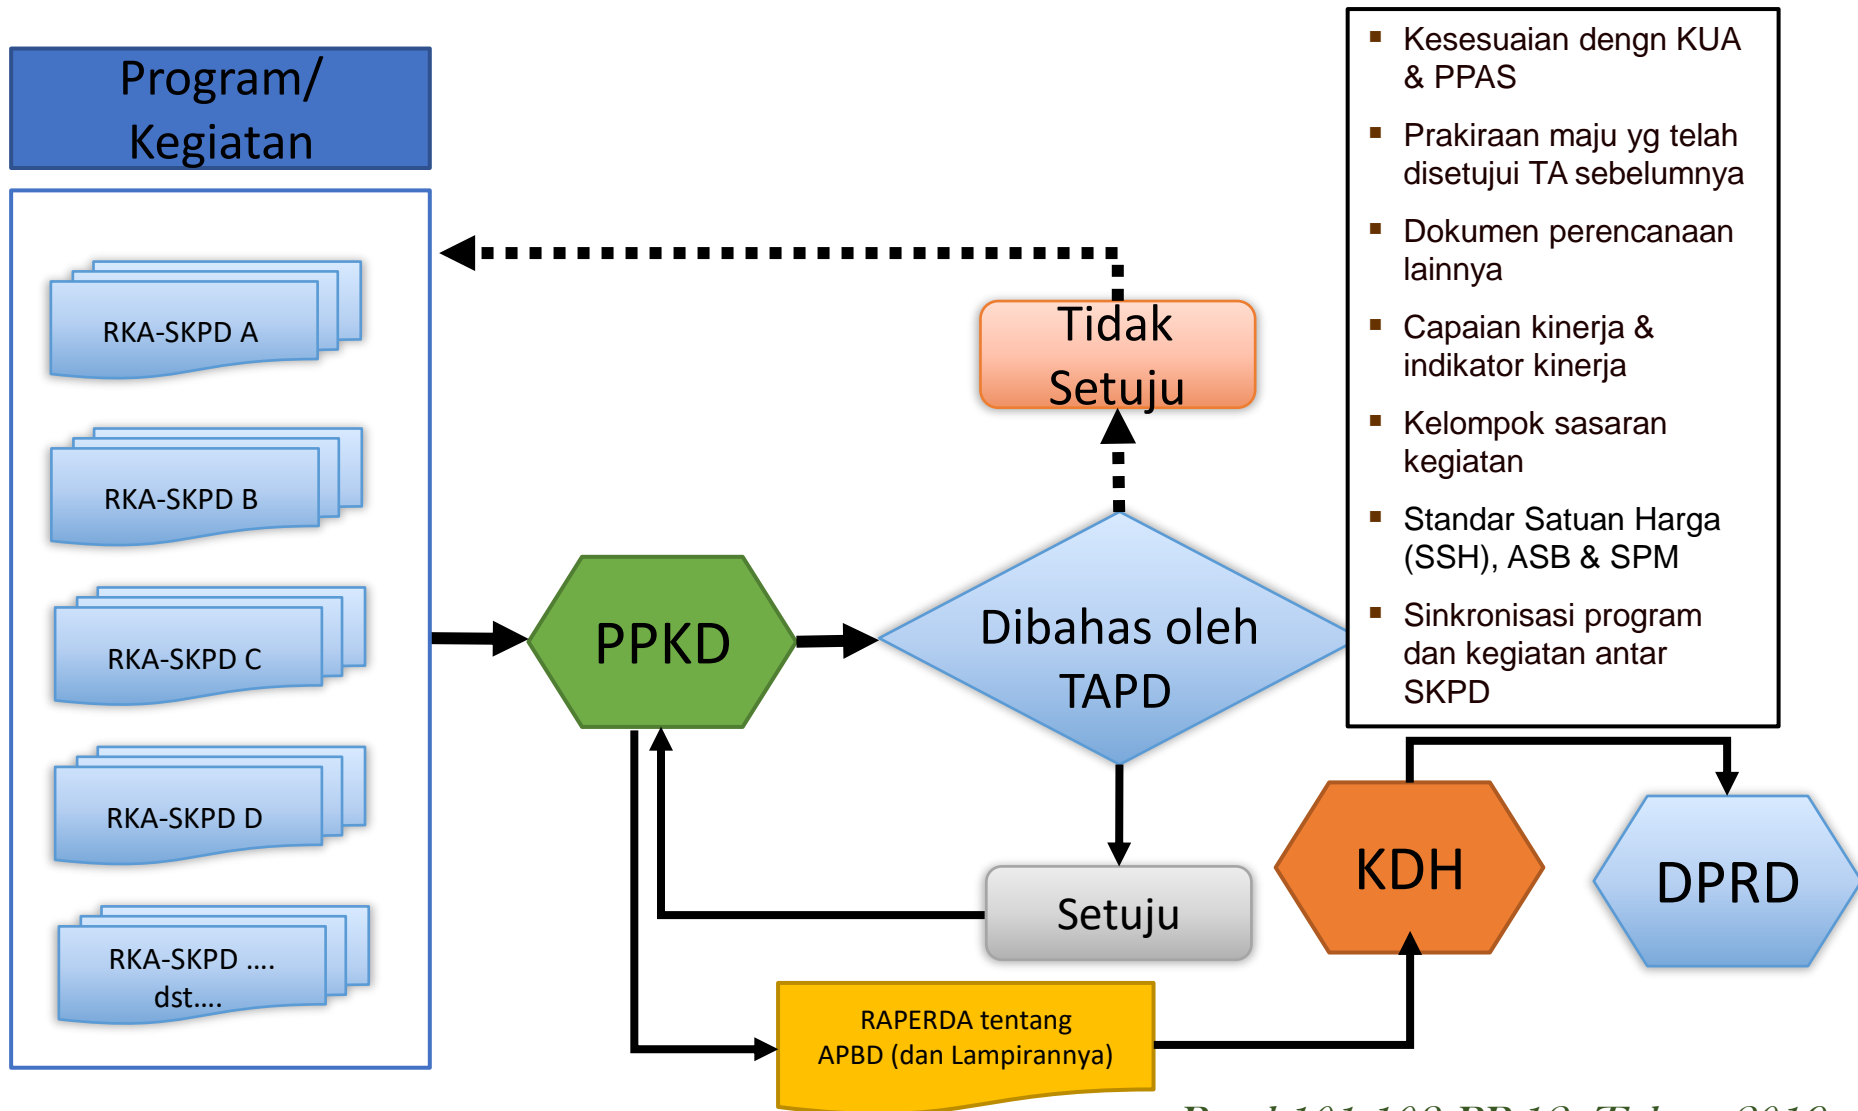 Program/
Kegiatan
RKA-SKPD A
RKA-SKPD B
RKA-SKPD C
RKA-SKPD D
RKA-SKPD ....
dst....
PPKD
Tidak
Setuju
Dibahas oleh
TAPD
Setuju
RAPERDA tentang
APBD (dan Lampirannya)
▪ Kesesuaian dengn KUA
& PPAS
▪ Prakiraan maju yg telah
disetujui TA sebelumnya
▪ Dokumen perencanaan
lainnya
▪ Capaian kinerja &
indikator kinerja
▪ Kelompok sasaran
kegiatan
▪ Standar Satuan Harga
(SSH), ASB & SPM
▪ Sinkronisasi program
dan kegiatan antar
SKPD
KDH
DPRD